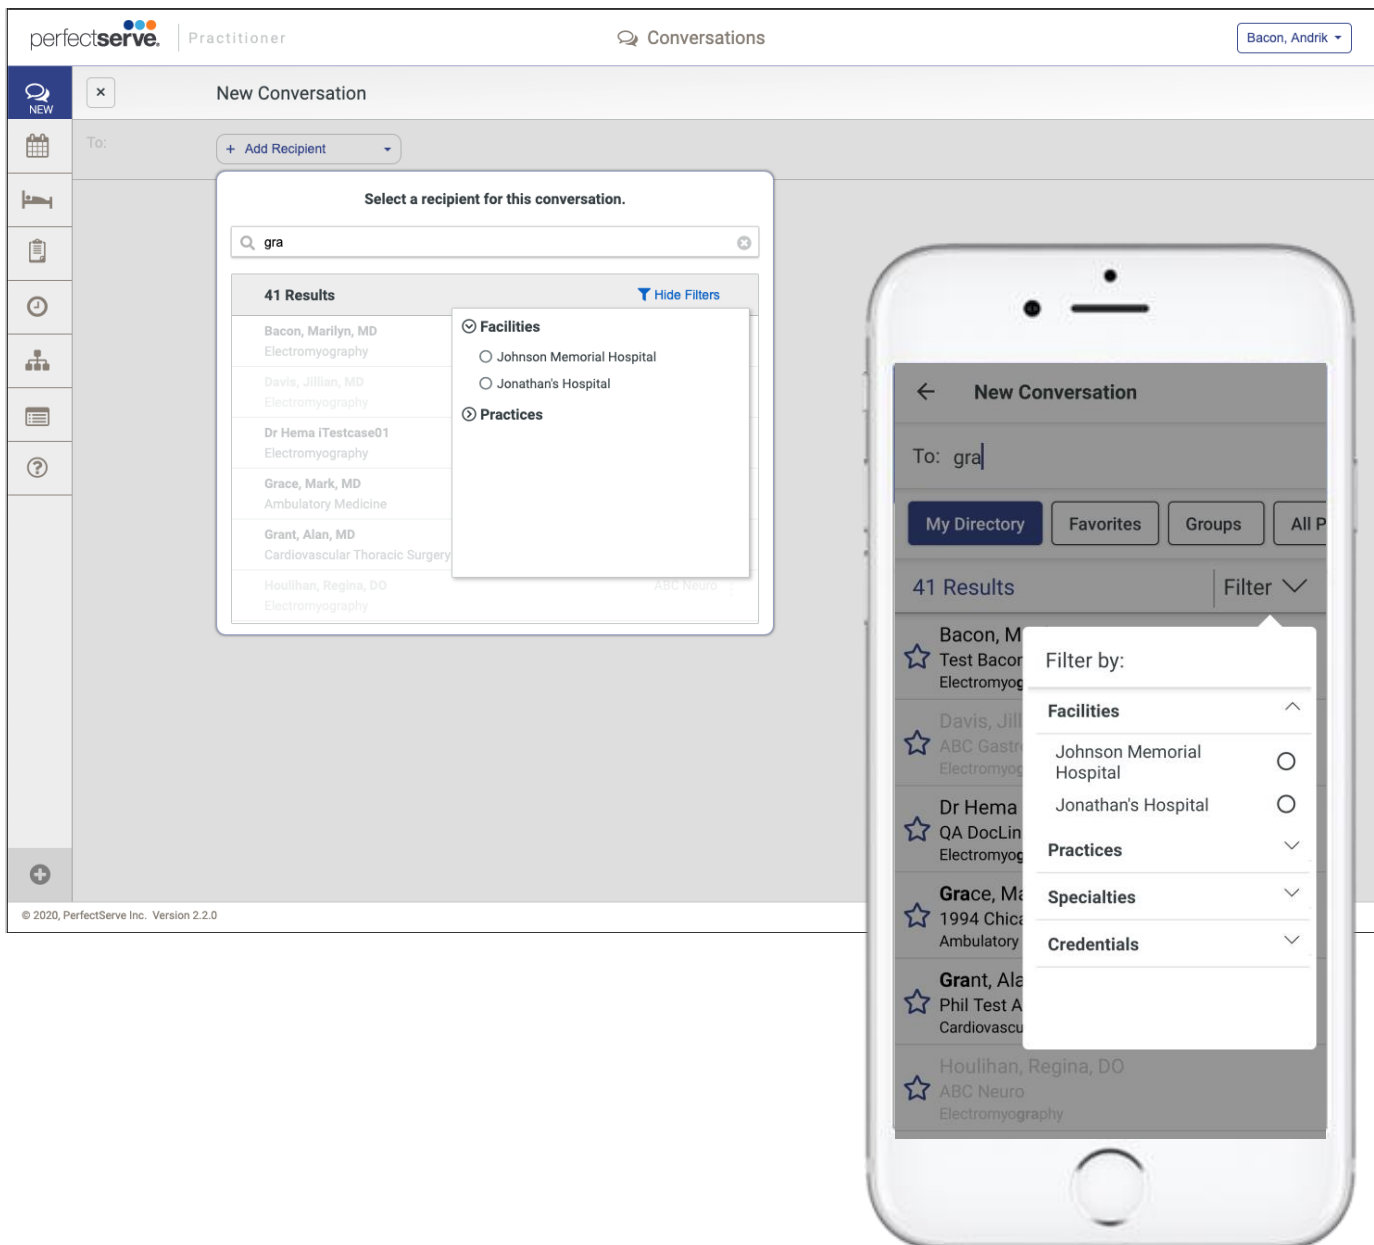 perfectserve. Practitioner
Conversations
Bacon, Andrik
NEW
× New Conversation
To:
+ Add Recipient
Select a recipient for this conversation.
gra
41 Results
Hide Filters
Bacon, Marilyn, MD
Electromyography
Davis, Jillian, MD
Electromyography
Dr Hema iTestcase01
Electromyography
Grace, Mark, MD
Ambulatory Medicine
Grant, Alan, MD
Cardiovascular Thoracic Surgery
Houlihan, Regina, DO
ABC Neuro
Electromyography
Facilities
Johnson Memorial Hospital
Jonathan's Hospital
Practices
© 2020, PerfectServe Inc. Version 2.2.0
New Conversation
To: gra
My Directory Favorites Groups All P
41 Results
Filter
Bacon, M
Test Bacor
Electromyog
Davis, Jill
ABC Gastr
Electromyog
Dr Hema
QA DocLin
Electromyog
Grace, Ma
1994 Chica
Ambulatory
Grant, Ala
Phil Test A
Cardiovascu
Houlihan, Regina, DO
ABC Neuro
Electromyography
Filter by:
Facilities
Johnson Memorial
Hospital
Jonathan's Hospital
Practices
Specialties
Credentials